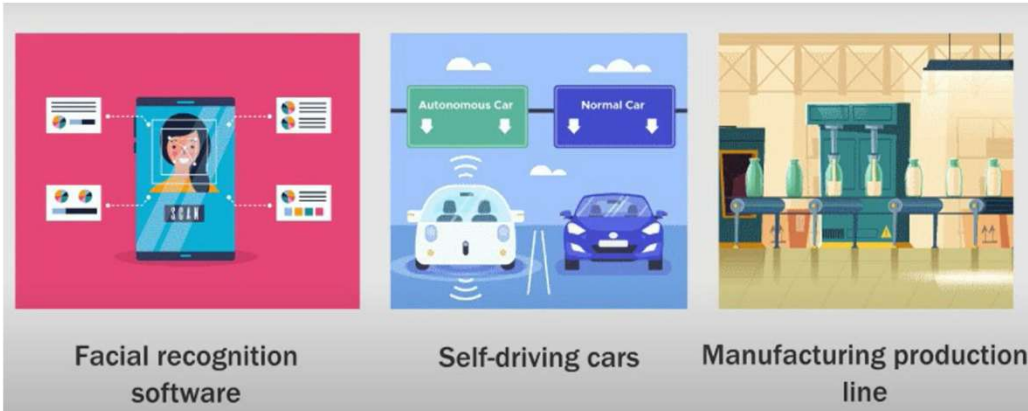 SCAN
Autonomous Car
Normal Car
Facial recognition
software
Self-driving cars
Manufacturing production
line